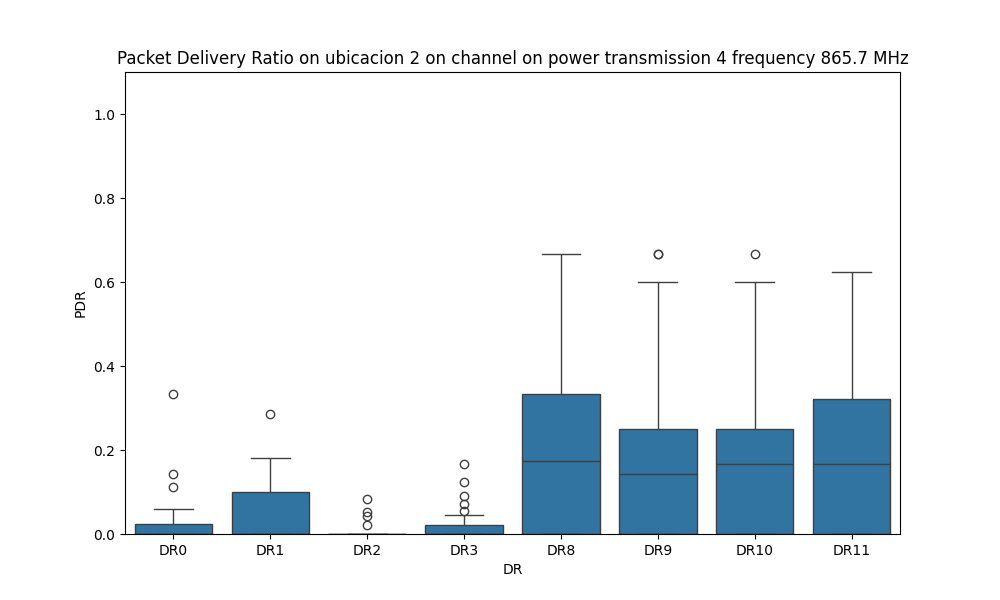 Packet Delivery Ratio on ubicacion 2 on channel on power transmission 4 frequency 865.7 MHz
PDR
1.0
0.8
0.6
0.4
0.2
0.0
DR0 DR1 DR2 DR3 DR8 DR9 DR10 DR11
DR